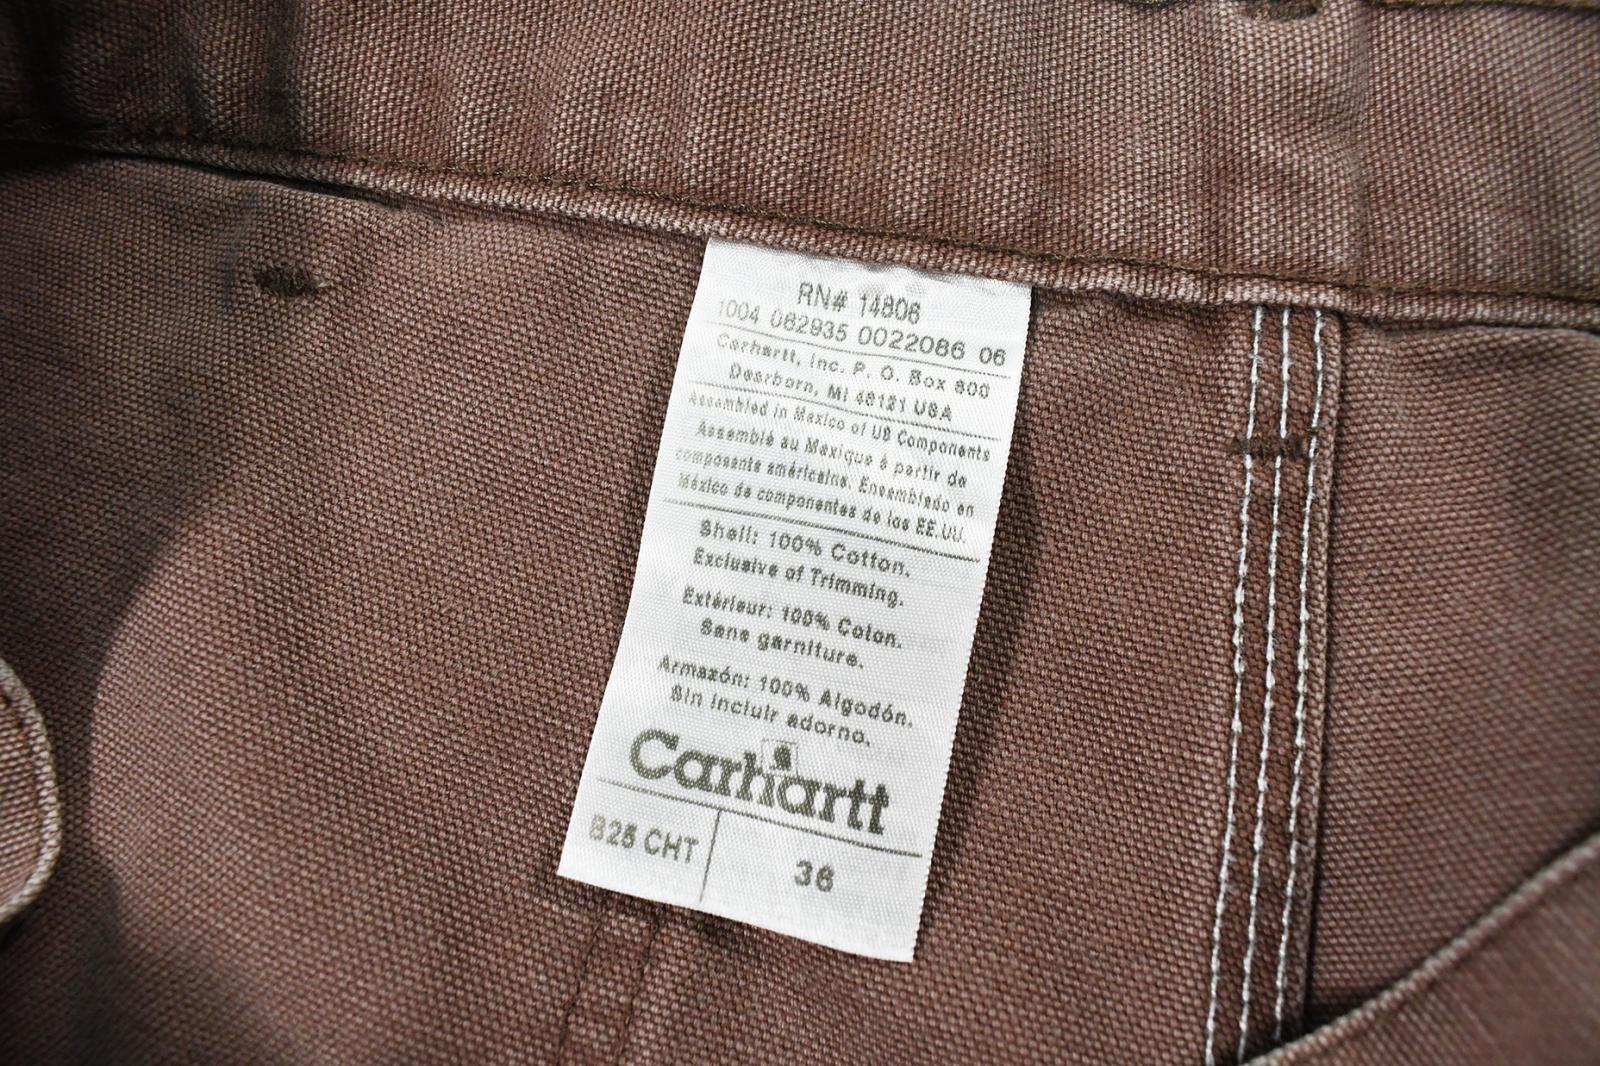 RN# 14806
1004 062935 0022086 06
Carhartt, Inc. P. O. Box 600
Dearborn, MI 48121 USA
Assembled in Mexico of US Components
Assemblé au Mexique à partir de
composants américains. Ensamblado en
México de componentes de los EE.UU.
Shell: 100% Cotton.
Exclusive of Trimming.
Extérieur: 100% Coton.
Sans garniture.
Armazón: 100% Algodón.
Sin incluir adorno.
Carhartt
B25 CHT
36